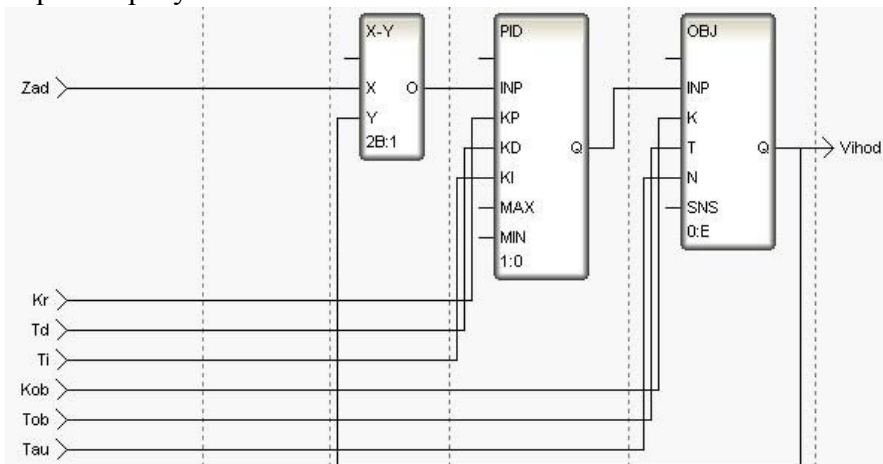 X-Y
X
O
Y
2B:1
PID
INP
KP
KD
Q
KI
MAX
MIN
1:0
OBJ
INP
K
T
Q
N
SNS
0:E
Zad
Vihod
Kr
Td
Ti
Kob
Tob
Tau